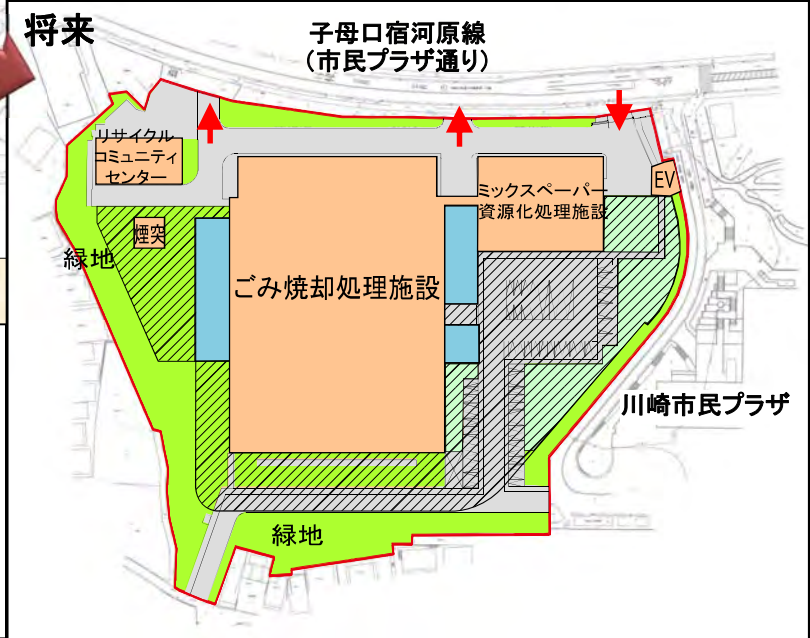 将来
子母口宿河原線
（市民プラザ通り）
リサイクル
コミュニティ
センター
ミックスペーパー
資源化処理施設
EV
煙突
緑地
ごみ焼却処理施設
川崎市民プラザ
緑地